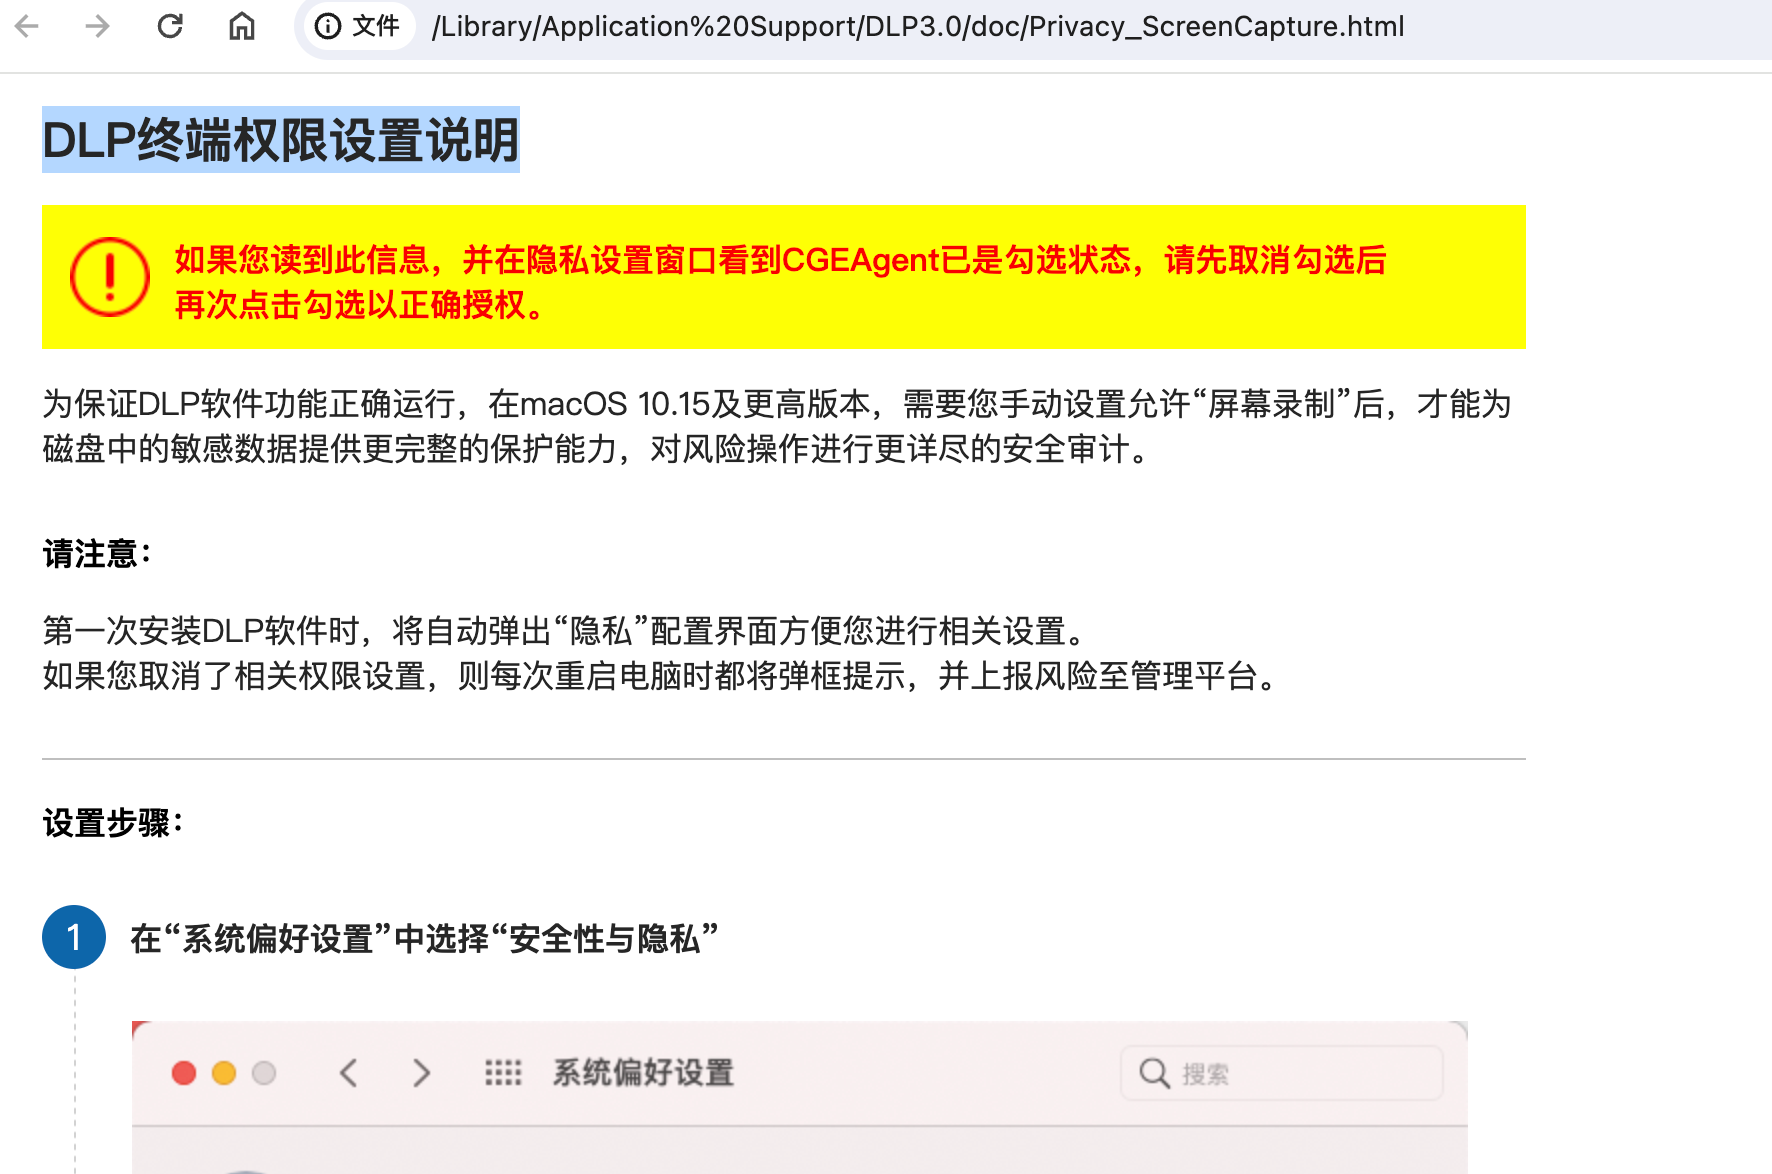 文件 /Library/Application%20Support/DLP3.0/doc/Privacy_ScreenCapture.html
DLP终端权限设置说明
如果您读到此信息，并在隐私设置窗口看到CGEAgent已是勾选状态，请先取消勾选后
再次点击勾选以正确授权。
为保证DLP软件功能正确运行，在macOS 10.15及更高版本，需要您手动设置允许“屏幕录制”后，才能为
磁盘中的敏感数据提供更完整的保护能力，对风险操作进行更详尽的安全审计。
请注意：
第一次安装DLP软件时，将自动弹出“隐私”配置界面方便您进行相关设置。
如果您取消了相关权限设置，则每次重启电脑时都将弹框提示，并上报风险至管理平台。
设置步骤：
1 在“系统偏好设置”中选择“安全性与隐私”
系统偏好设置 搜索